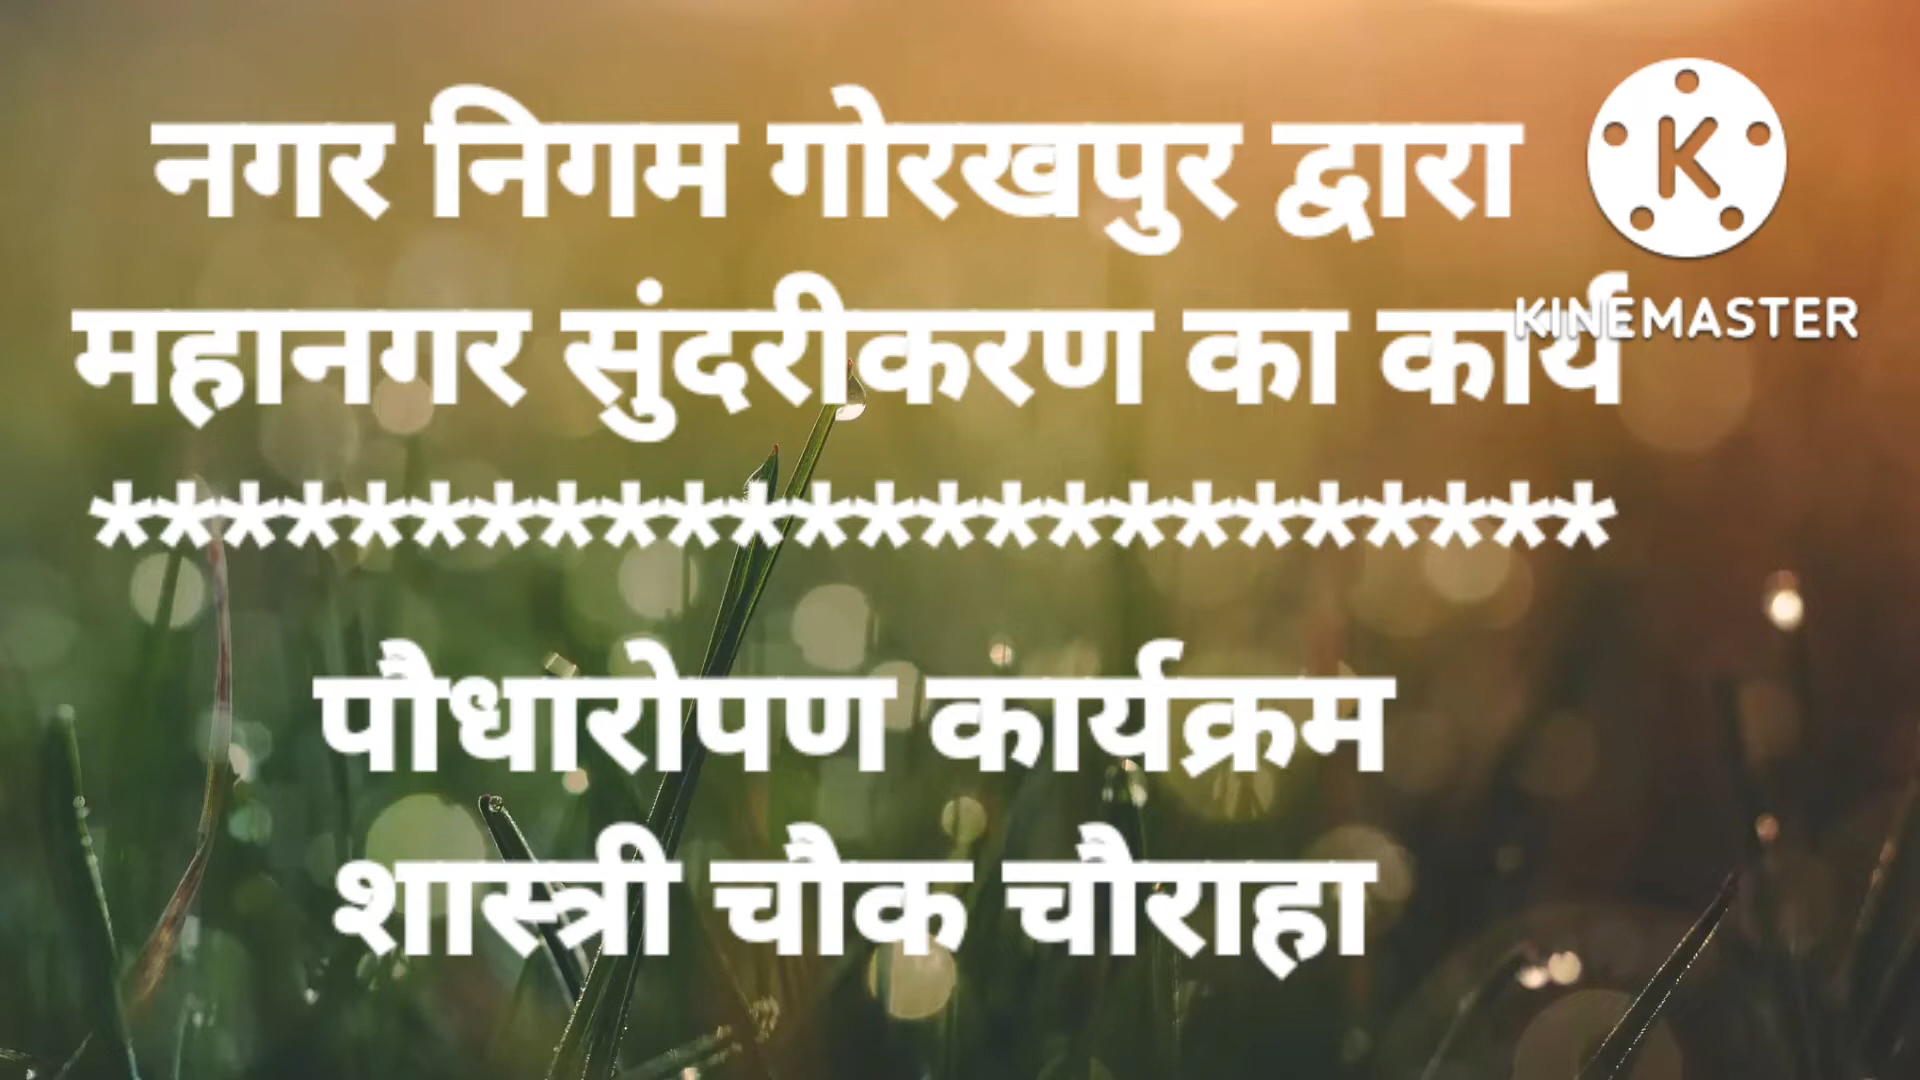 नगर निगम गोरखपुर द्वारा
महानगर सुंदरीकरण का कार्य
************************
पौधारोपण कार्यक्रम
शास्त्री चौक चौराहा
K
KINEMASTER